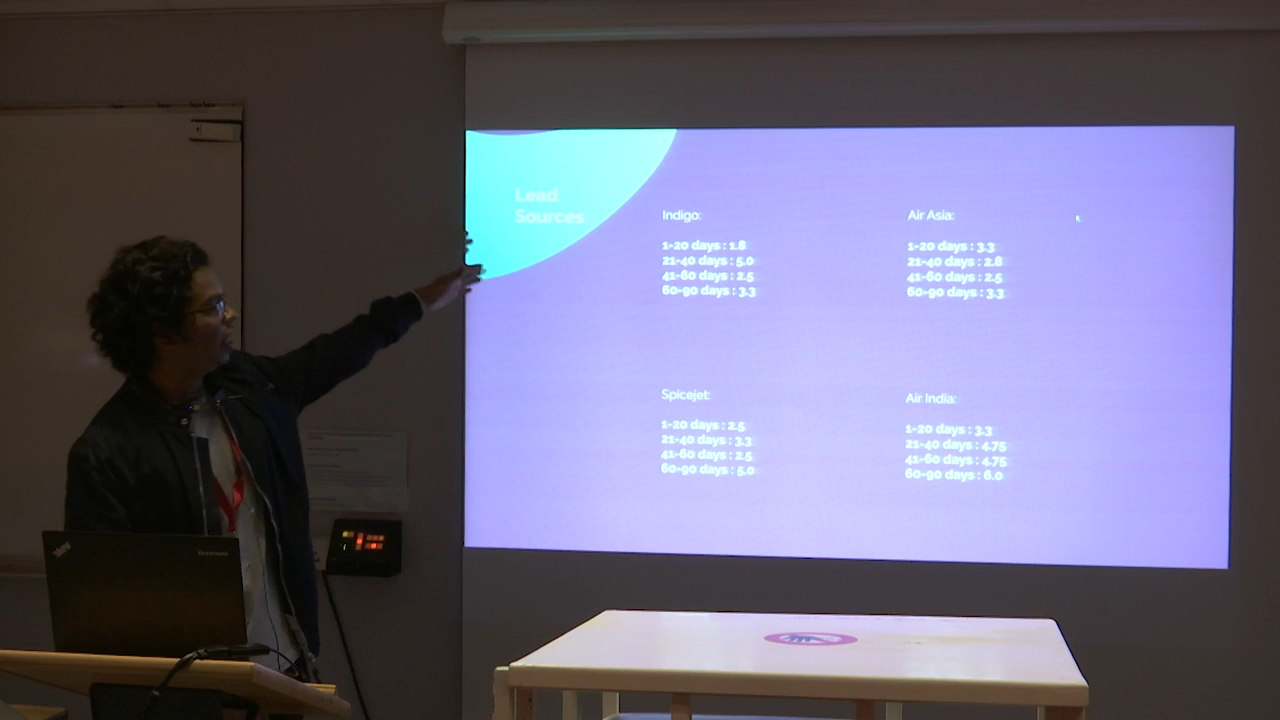 Lead
Sources
Indigo:
1-20 days : 1.8
21-40 days : 5.0
41-60 days : 2.5
60-90 days : 3.3
Air Asia:
1-20 days : 3.3
21-40 days : 2.8
41-60 days : 2.5
60-90 days : 3.3
Spicejet:
1-20 days : 2.5
21-40 days : 3.3
41-60 days : 2.5
60-90 days : 5.0
Air India:
1-20 days : 3.3
21-40 days : 4.75
41-60 days : 4.75
60-90 days : 6.0